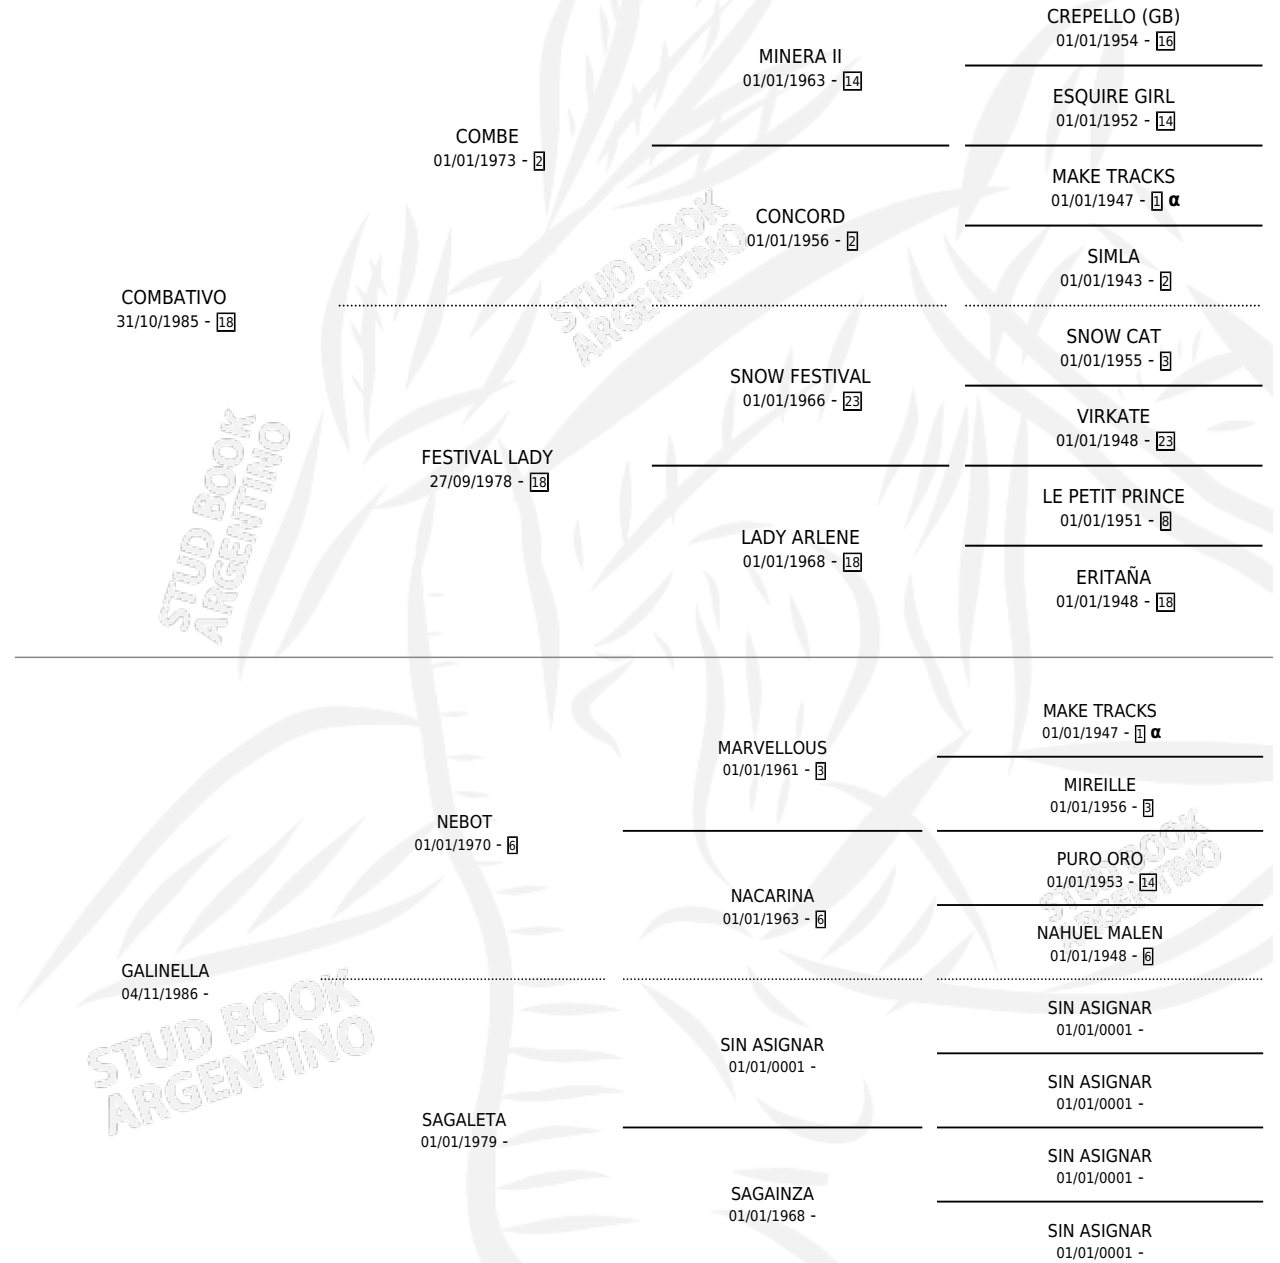 CREPELLO (GB)
01/01/1954 - 16
MINERA II
01/01/1963 - 14
ESQUIRE GIRL
01/01/1952 - 14
COMBE
01/01/1973 - 2
MAKE TRACKS
01/01/1947 - 1 α
CONCORD
01/01/1956 - 2
SIMLA
01/01/1943 - 2
COMBATIVO
31/10/1985 - 18
SNOW CAT
01/01/1955 - 3
SNOW FESTIVAL
01/01/1966 - 23
VIRKATE
01/01/1948 - 23
FESTIVAL LADY
27/09/1978 - 18
LE PETIT PRINCE
01/01/1951 - 8
LADY ARLENE
01/01/1968 - 18
ERITAÑA
01/01/1948 - 18
MAKE TRACKS
01/01/1947 - 1 α
MARVELLOUS
01/01/1961 - 3
MIREILLE
01/01/1956 - 3
NEBOT
01/01/1970 - 6
PURO ORO
01/01/1953 - 14
NACARINA
01/01/1963 - 6
NAHUEL MALEN
01/01/1948 - 6
GALINELLA
04/11/1986 -
SIN ASIGNAR
01/01/0001 -
SIN ASIGNAR
01/01/0001 -
SIN ASIGNAR
01/01/0001 -
SAGALETA
01/01/1979 -
SIN ASIGNAR
01/01/0001 -
SAGAINZA
01/01/1968 -
SIN ASIGNAR
01/01/0001 -
STUD BOOK
ARGENTINO
STUD BOOK
ARGENTINO
STUD BOOK
ARGENTINO
STUD BOOK
ARGENTINO